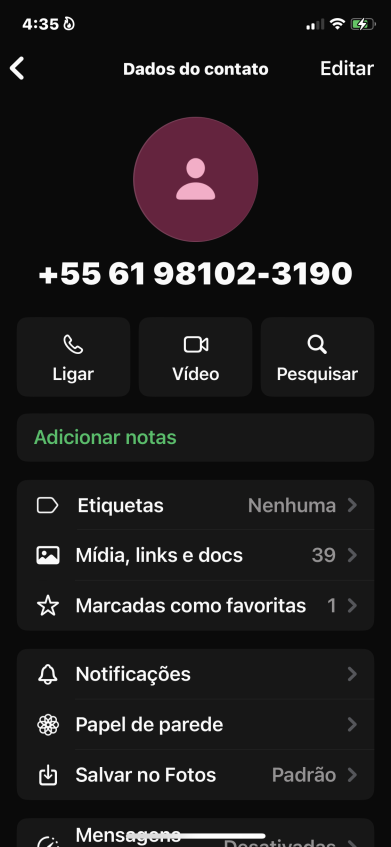 4:35
Dados do contato
Editar
+55 61 98102-3190
Ligar
Vídeo
Pesquisar
Adicionar notas
Etiquetas
Nenhuma
Mídia, links e docs
39
Marcadas como favoritas
1
Notificações
Papel de parede
Salvar no Fotos
Padrão
Mensagens
Desativadas